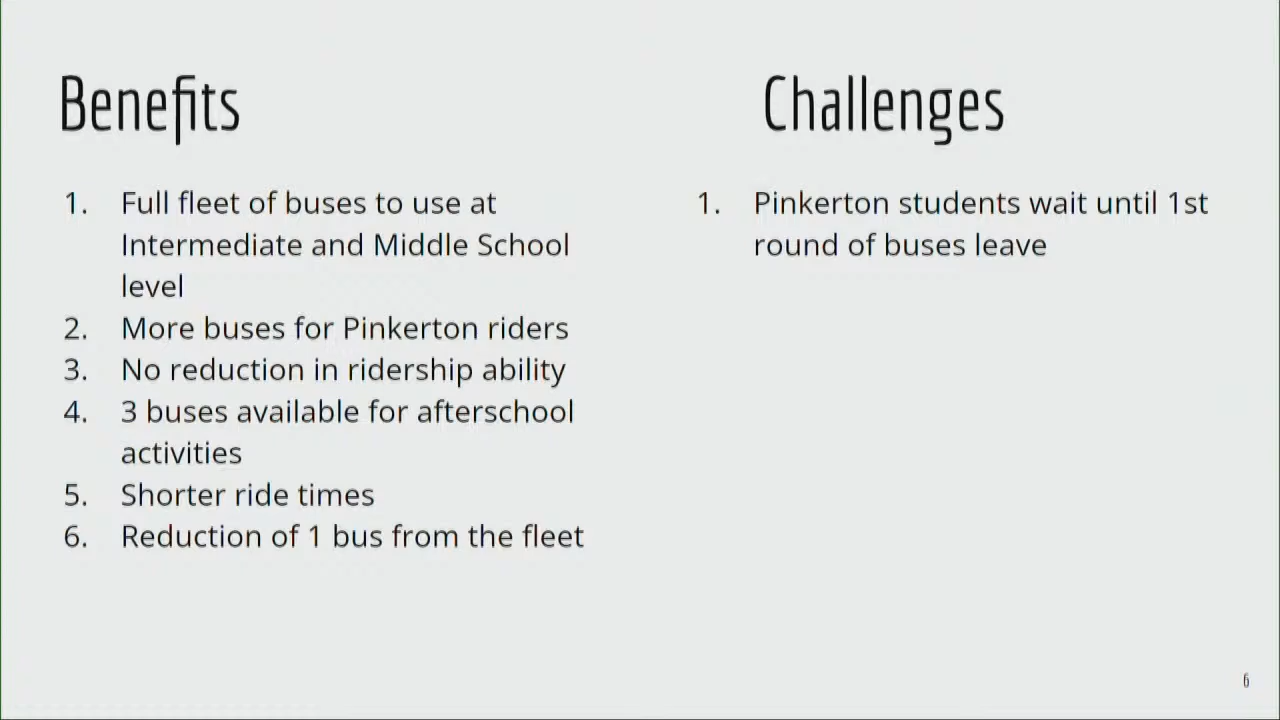 Benefits
1. Full fleet of buses to use at
Intermediate and Middle School
level
2. More buses for Pinkerton riders
3. No reduction in ridership ability
4. 3 buses available for afterschool
activities
5. Shorter ride times
6. Reduction of 1 bus from the fleet
Challenges
1. Pinkerton students wait until 1st
round of buses leave
6